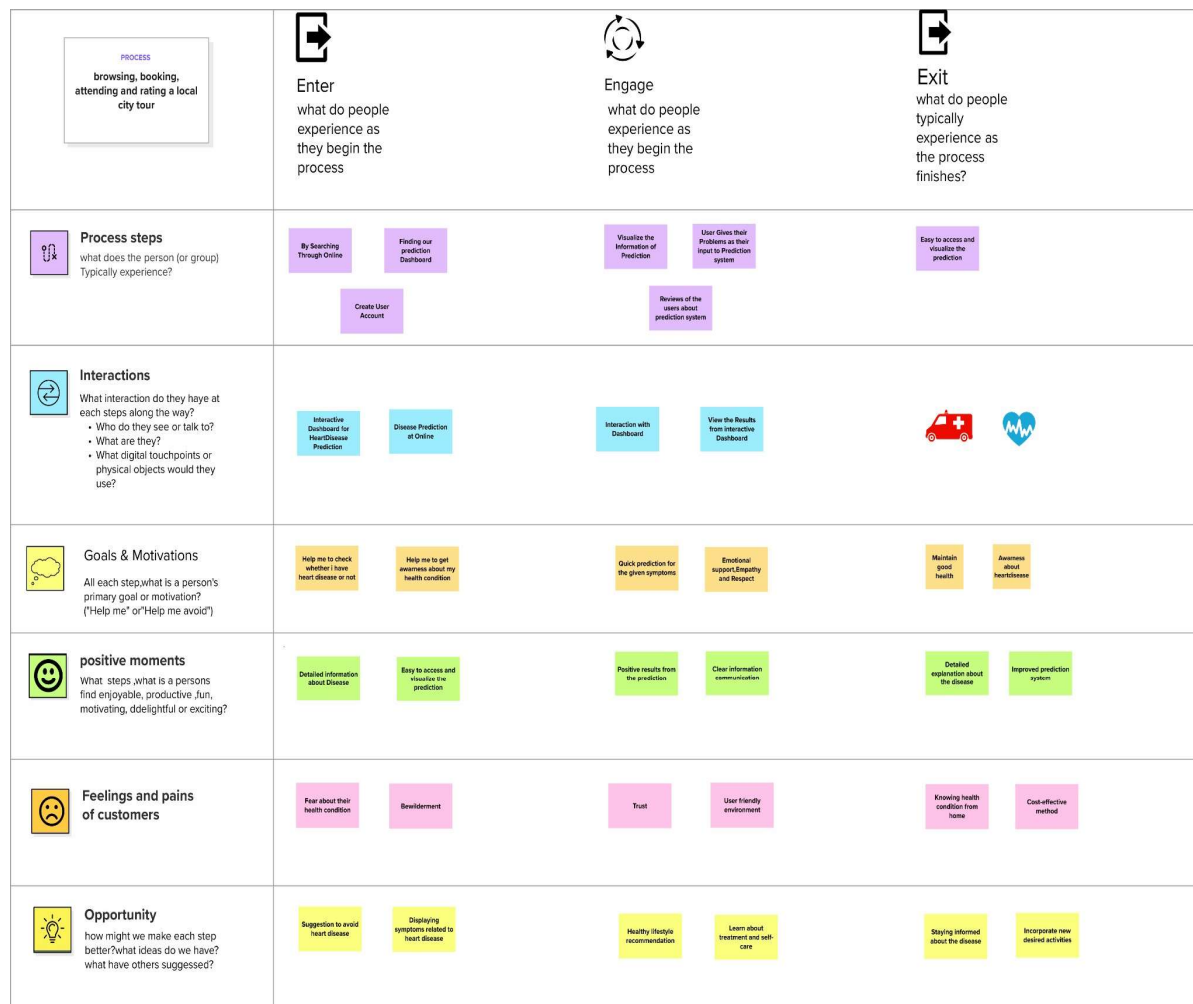 PROCESS
browsing, booking,
attending and rating a local
city tour
Enter
what do people
experience as
they begin the
process
Engage
what do people
experience as
they begin the
process
Exit
what do people
typically
experience as
the process
finishes?
Process steps
what does the person (or group)
Typically experience?
By Searching
Through Online
Finding our
prediction
Dashboard
Create User
Account
Visualize the
Information of
Prediction
User Gives their
Problems as their
input to Prediction
system
Reviews of the
users about
prediction system
Easy to access and
visualize the
prediction
Interactions
What interaction do they haye at
each steps along the way?
• Who do they see or talk to?
• What are they?
• What digital touchpoints or
physical objects would they
use?
Interactive
Dashboard for
HeartDisease
Prediction
Disease Prediction
at Online
Interaction with
Dashboard
View the Results
from interactive
Dashboard
Goals & Motivations
All each step,what is a person's
primary goal or motivation?
("Help me" or"Help me avoid")
Help me to check
whether i have
heart disease or not
Help me to get
awarness about my
health condition
Quick prediction for
the given symptoms
Emotional
support,Empathy
and Respect
Maintain
good
health
Awarness
about
heartdisease
positive moments
What steps ,what is a persons
find enjoyable, productive ,fun,
motivating, ddelightful or exciting?
Detailed information
about Disease
Easy to access and
visualize the
prediction
Positive results from
the prediction
Clear information
communication
Detailed
explanation about
the disease
Improved prediction
system
Feelings and pains
of customers
Fear about their
health condition
Bewilderment
Trust
User friendly
environment
Knowing health
condition from
home
Cost-effective
method
Opportunity
how might we make each step
better?what ideas do we have?
what have others suggessed?
Suggestion to avoid
heart disease
Displaying
symptoms related to
heart disease
Healthy lifestyle
recommendation
Learn about
treatment and self-
care
Staying informed
about the disease
Incorporate new
desired activities